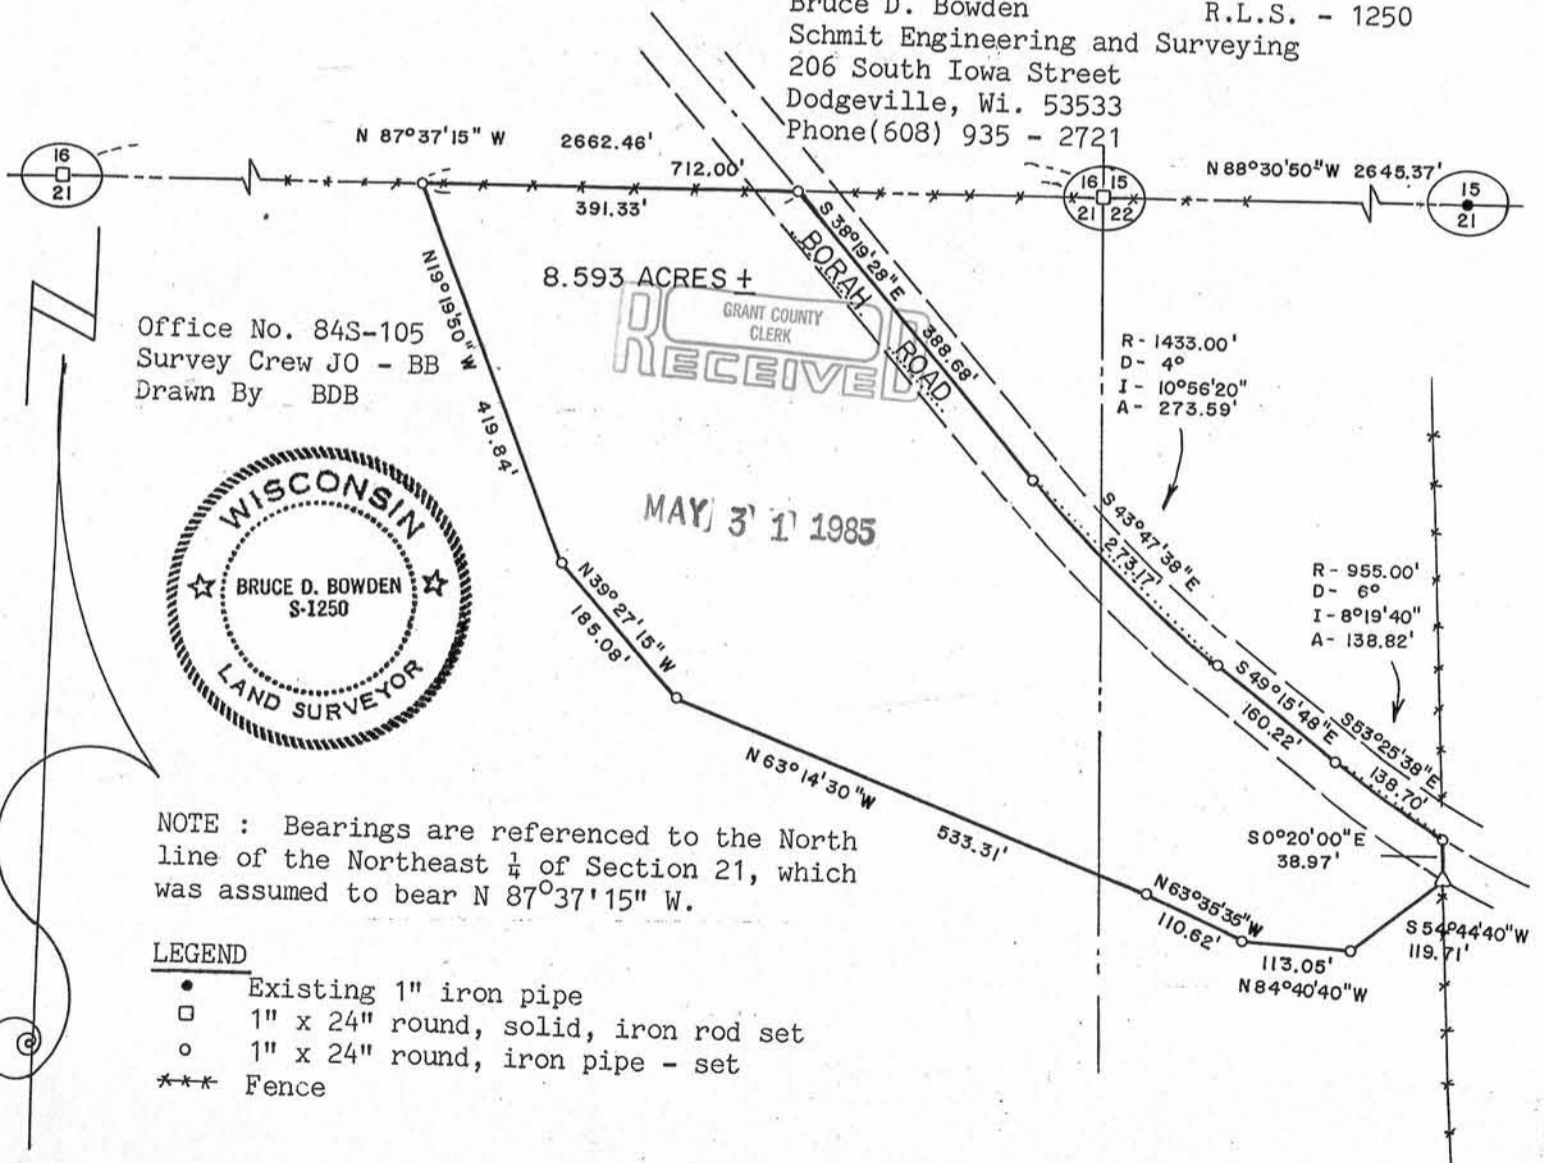 Bruce D. Bowden R.L.S. - 1250
Schmit Engineering and Surveying
206 South Iowa Street
Dodgeville, Wi. 53533
Phone(608) 935 - 2721
16
21
N 87°37'15" W 2662.46'
712.00'
391.33'
16 15
21 22
N 88°30'50" W 2645.37'
15
21
S 38°19'28" E 388.68'
BORAH ROAD
N19°19'50" W 419.84'
8.593 ACRES ±
GRANT COUNTY
CLERK
RECEIVED
MAY 31 1985
Office No. 84S-105
Survey Crew JO - BB
Drawn By BDB
R- 1433.00'
D- 4°
I- 10°56'20"
A- 273.59'
S 43°47'38" E
273.17'
WISCONSIN
BRUCE D. BOWDEN
S-1250
LAND SURVEYOR
R- 955.00'
D- 6°
I- 8°19'40"
A- 138.82'
N39°27'15" W
185.08'
S 49°15'48" E
160.22'
S53°25'38" E
138.70'
N 63°14'30" W
533.31'
S0°20'00" E
38.97'
N63°35'35" W
110.62'
113.05'
N84°40'40" W
S 54°44'40" W
119.71'
NOTE : Bearings are referenced to the North
line of the Northeast ¼ of Section 21, which
was assumed to bear N 87°37'15" W.
LEGEND
Existing 1" iron pipe
1" x 24" round, solid, iron rod set
1" x 24" round, iron pipe - set
Fence